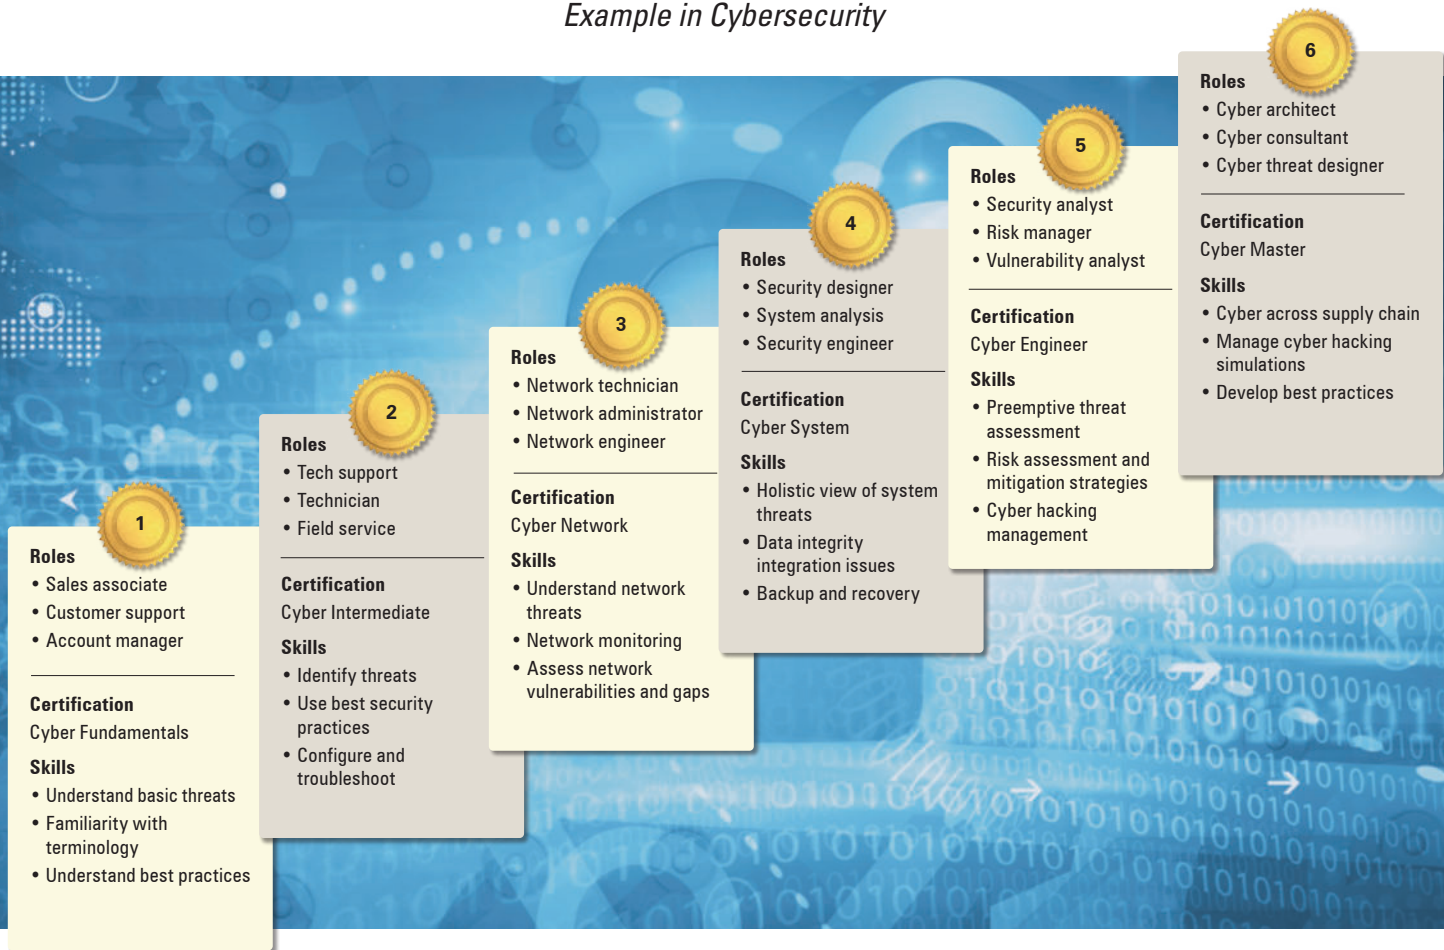 Example in Cybersecurity
1
Roles
• Sales associate
• Customer support
• Account manager
Certification
Cyber Fundamentals
Skills
• Understand basic threats
• Familiarity with
terminology
• Understand best practices
2
Roles
• Tech support
• Technician
• Field service
Certification
Cyber Intermediate
Skills
• Identify threats
• Use best security
practices
• Configure and
troubleshoot
3
Roles
• Network technician
• Network administrator
• Network engineer
Certification
Cyber Network
Skills
• Understand network
threats
• Network monitoring
• Assess network
vulnerabilities and gaps
4
Roles
• Security designer
• System analysis
• Security engineer
Certification
Cyber System
Skills
• Holistic view of system
threats
• Data integrity
integration issues
• Backup and recovery
5
Roles
• Security analyst
• Risk manager
• Vulnerability analyst
Certification
Cyber Engineer
Skills
• Preemptive threat
assessment
• Risk assessment and
mitigation strategies
• Cyber hacking
management
6
Roles
• Cyber architect
• Cyber consultant
• Cyber threat designer
Certification
Cyber Master
Skills
• Cyber across supply chain
• Manage cyber hacking
simulations
• Develop best practices